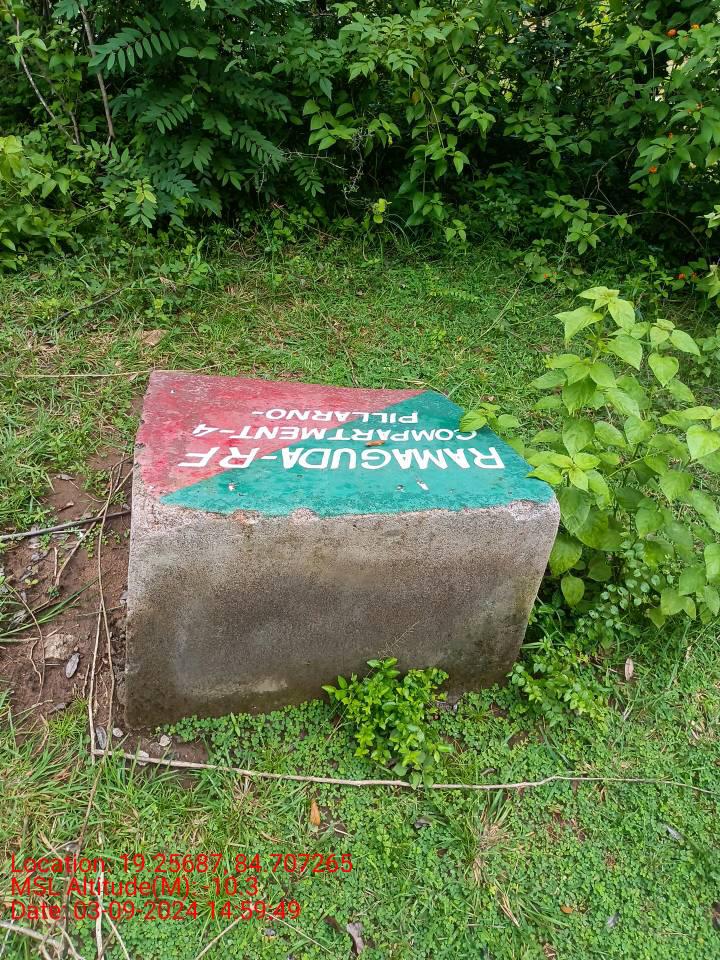 RAMAGUDA-RF
COMPARTMENT-4
PILLARNO-
Location: 19.25687, 84.707265
MSL Altitude(M): -10.3
Date: 03-09-2024 14:59:49